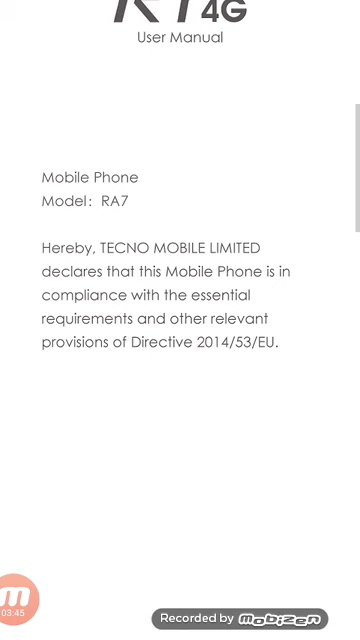 4G
User Manual
Mobile Phone
Model: RA7
Hereby, TECNO MOBILE LIMITED
declares that this Mobile Phone is in
compliance with the essential
requirements and other relevant
provisions of Directive 2014/53/EU.
03:45
Recorded by mobizen